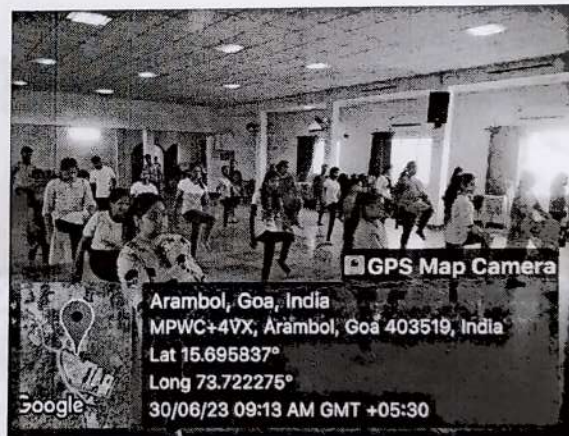 GPS Map Camera
Arambol, Goa, India
MPWC+4VX, Arambol, Goa 403519, India
Lat 15.695837°
Long 73.722275°
Google
30/06/23 09:13 AM GMT +05:30